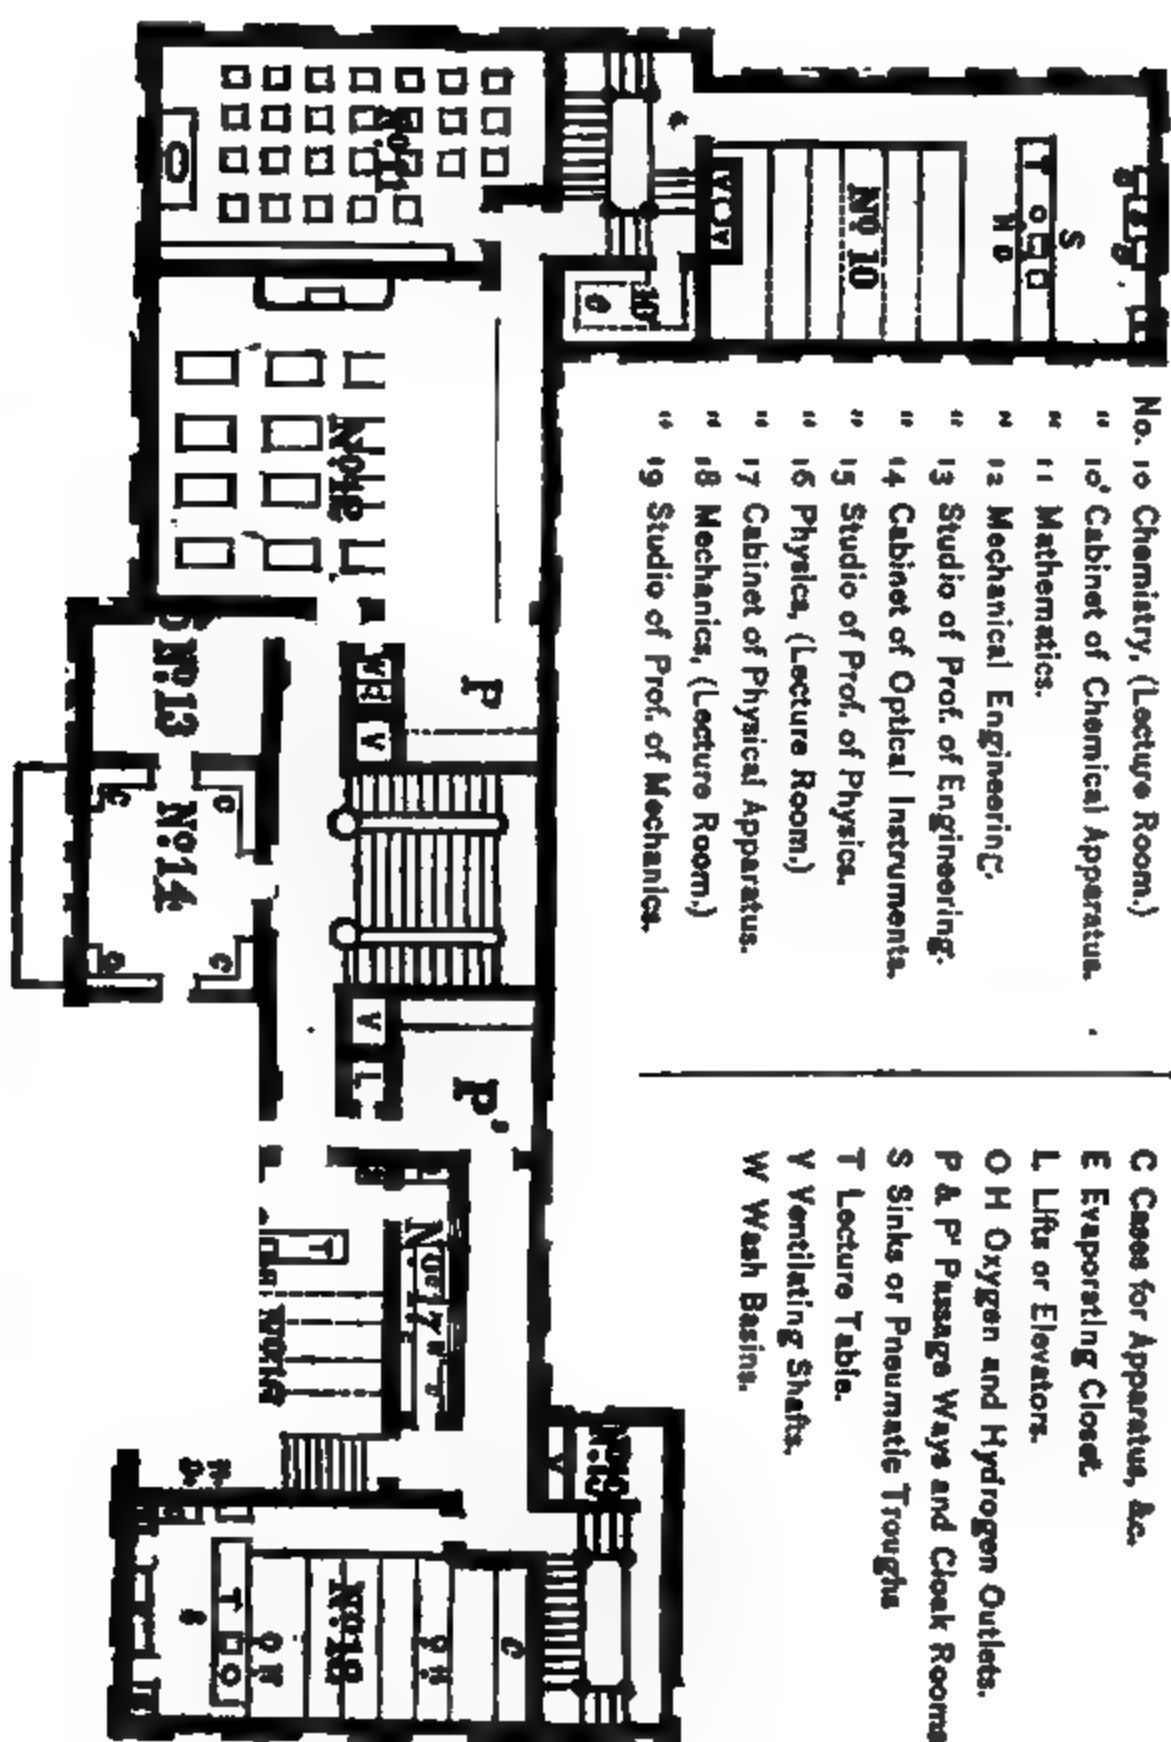 No. 10 Chemistry, (Lecture Room.)
" 10' Cabinet of Chemical Apparatus.
" 11 Mathematics.
" 12 Mechanical Engineering.
" 13 Studio of Prof. of Engineering.
" 14 Cabinet of Optical Instruments.
" 15 Studio of Prof. of Physics.
" 16 Physics, (Lecture Room.)
" 17 Cabinet of Physical Apparatus.
" 18 Mechanics, (Lecture Room.)
" 19 Studio of Prof. of Mechanics.
C Cases for Apparatus, &c.
E Evaporating Closet
L Lifts or Elevators.
O H Oxygen and Hydrogen Outlets.
P & P' Passage Ways and Cloak Rooms
S Sinks or Pneumatic Troughs
T Lecture Table.
V Ventilating Shafts.
W Wash Basins.
No 10
T
S
H O
V O V
10'
C
No. 11
No. 12
P
W
V
No. 13
No. 14
C
C
C
C
V
L
P'
No. 17
T
V
T
S
O H
O H
C